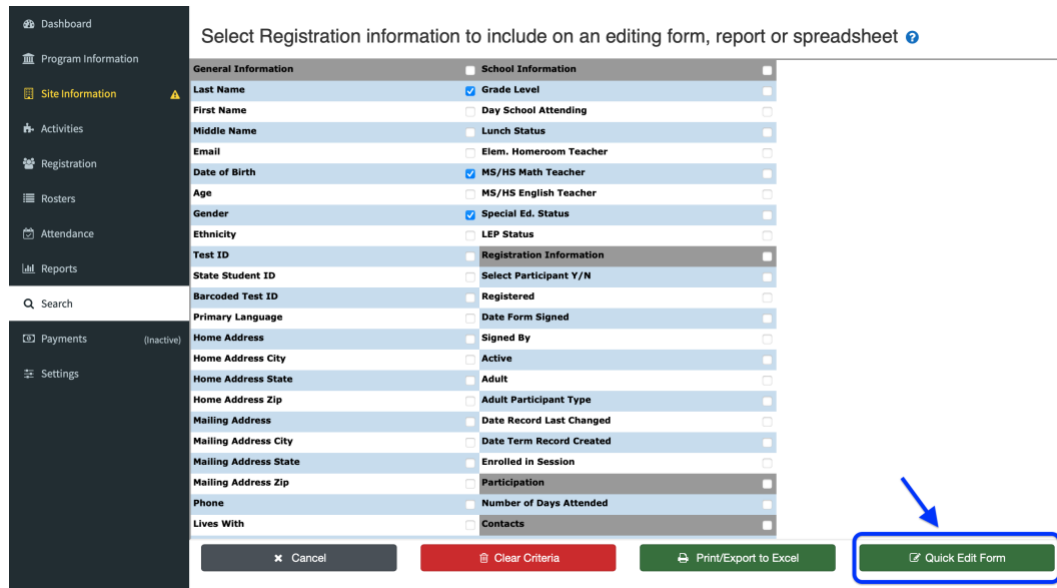 Dashboard
Program Information
Site Information
Activities
Registration
Rosters
Attendance
Reports
Search
Payments (Inactive)
Settings
Select Registration information to include on an editing form, report or spreadsheet ?
General Information
Last Name
First Name
Middle Name
Email
Date of Birth
Age
Gender
Ethnicity
Test ID
State Student ID
Barcoded Test ID
Primary Language
Home Address
Home Address City
Home Address State
Home Address Zip
Mailing Address
Mailing Address City
Mailing Address State
Mailing Address Zip
Phone
Lives With
School Information
Grade Level
Day School Attending
Lunch Status
Elem. Homeroom Teacher
MS/HS Math Teacher
MS/HS English Teacher
Special Ed. Status
LEP Status
Registration Information
Select Participant Y/N
Registered
Date Form Signed
Signed By
Active
Adult
Adult Participant Type
Date Record Last Changed
Date Term Record Created
Enrolled in Session
Participation
Number of Days Attended
Contacts
Cancel
Clear Criteria
Print/Export to Excel
Quick Edit Form